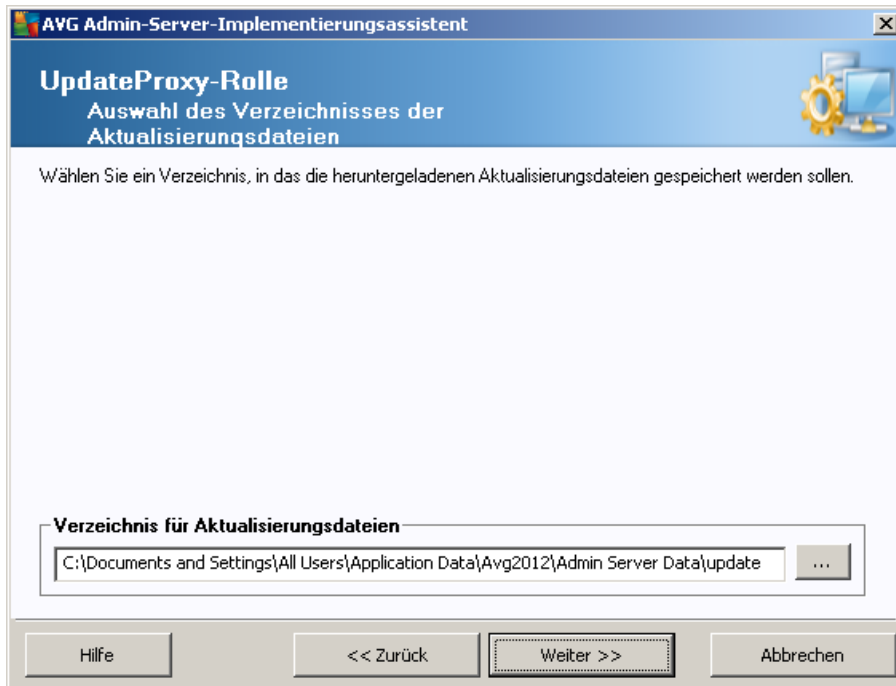 AVG Admin-Server-Implementierungsassistent
UpdateProxy-Rolle
Auswahl des Verzeichnisses der
Aktualisierungsdateien
Wählen Sie ein Verzeichnis, in das die heruntergeladenen Aktualisierungsdateien gespeichert werden sollen.
Verzeichnis für Aktualisierungsdateien
C:\Documents and Settings\All Users\Application Data\Avg2012\Admin Server Data\update
...
Hilfe
<< Zurück
Weiter >>
Abbrechen